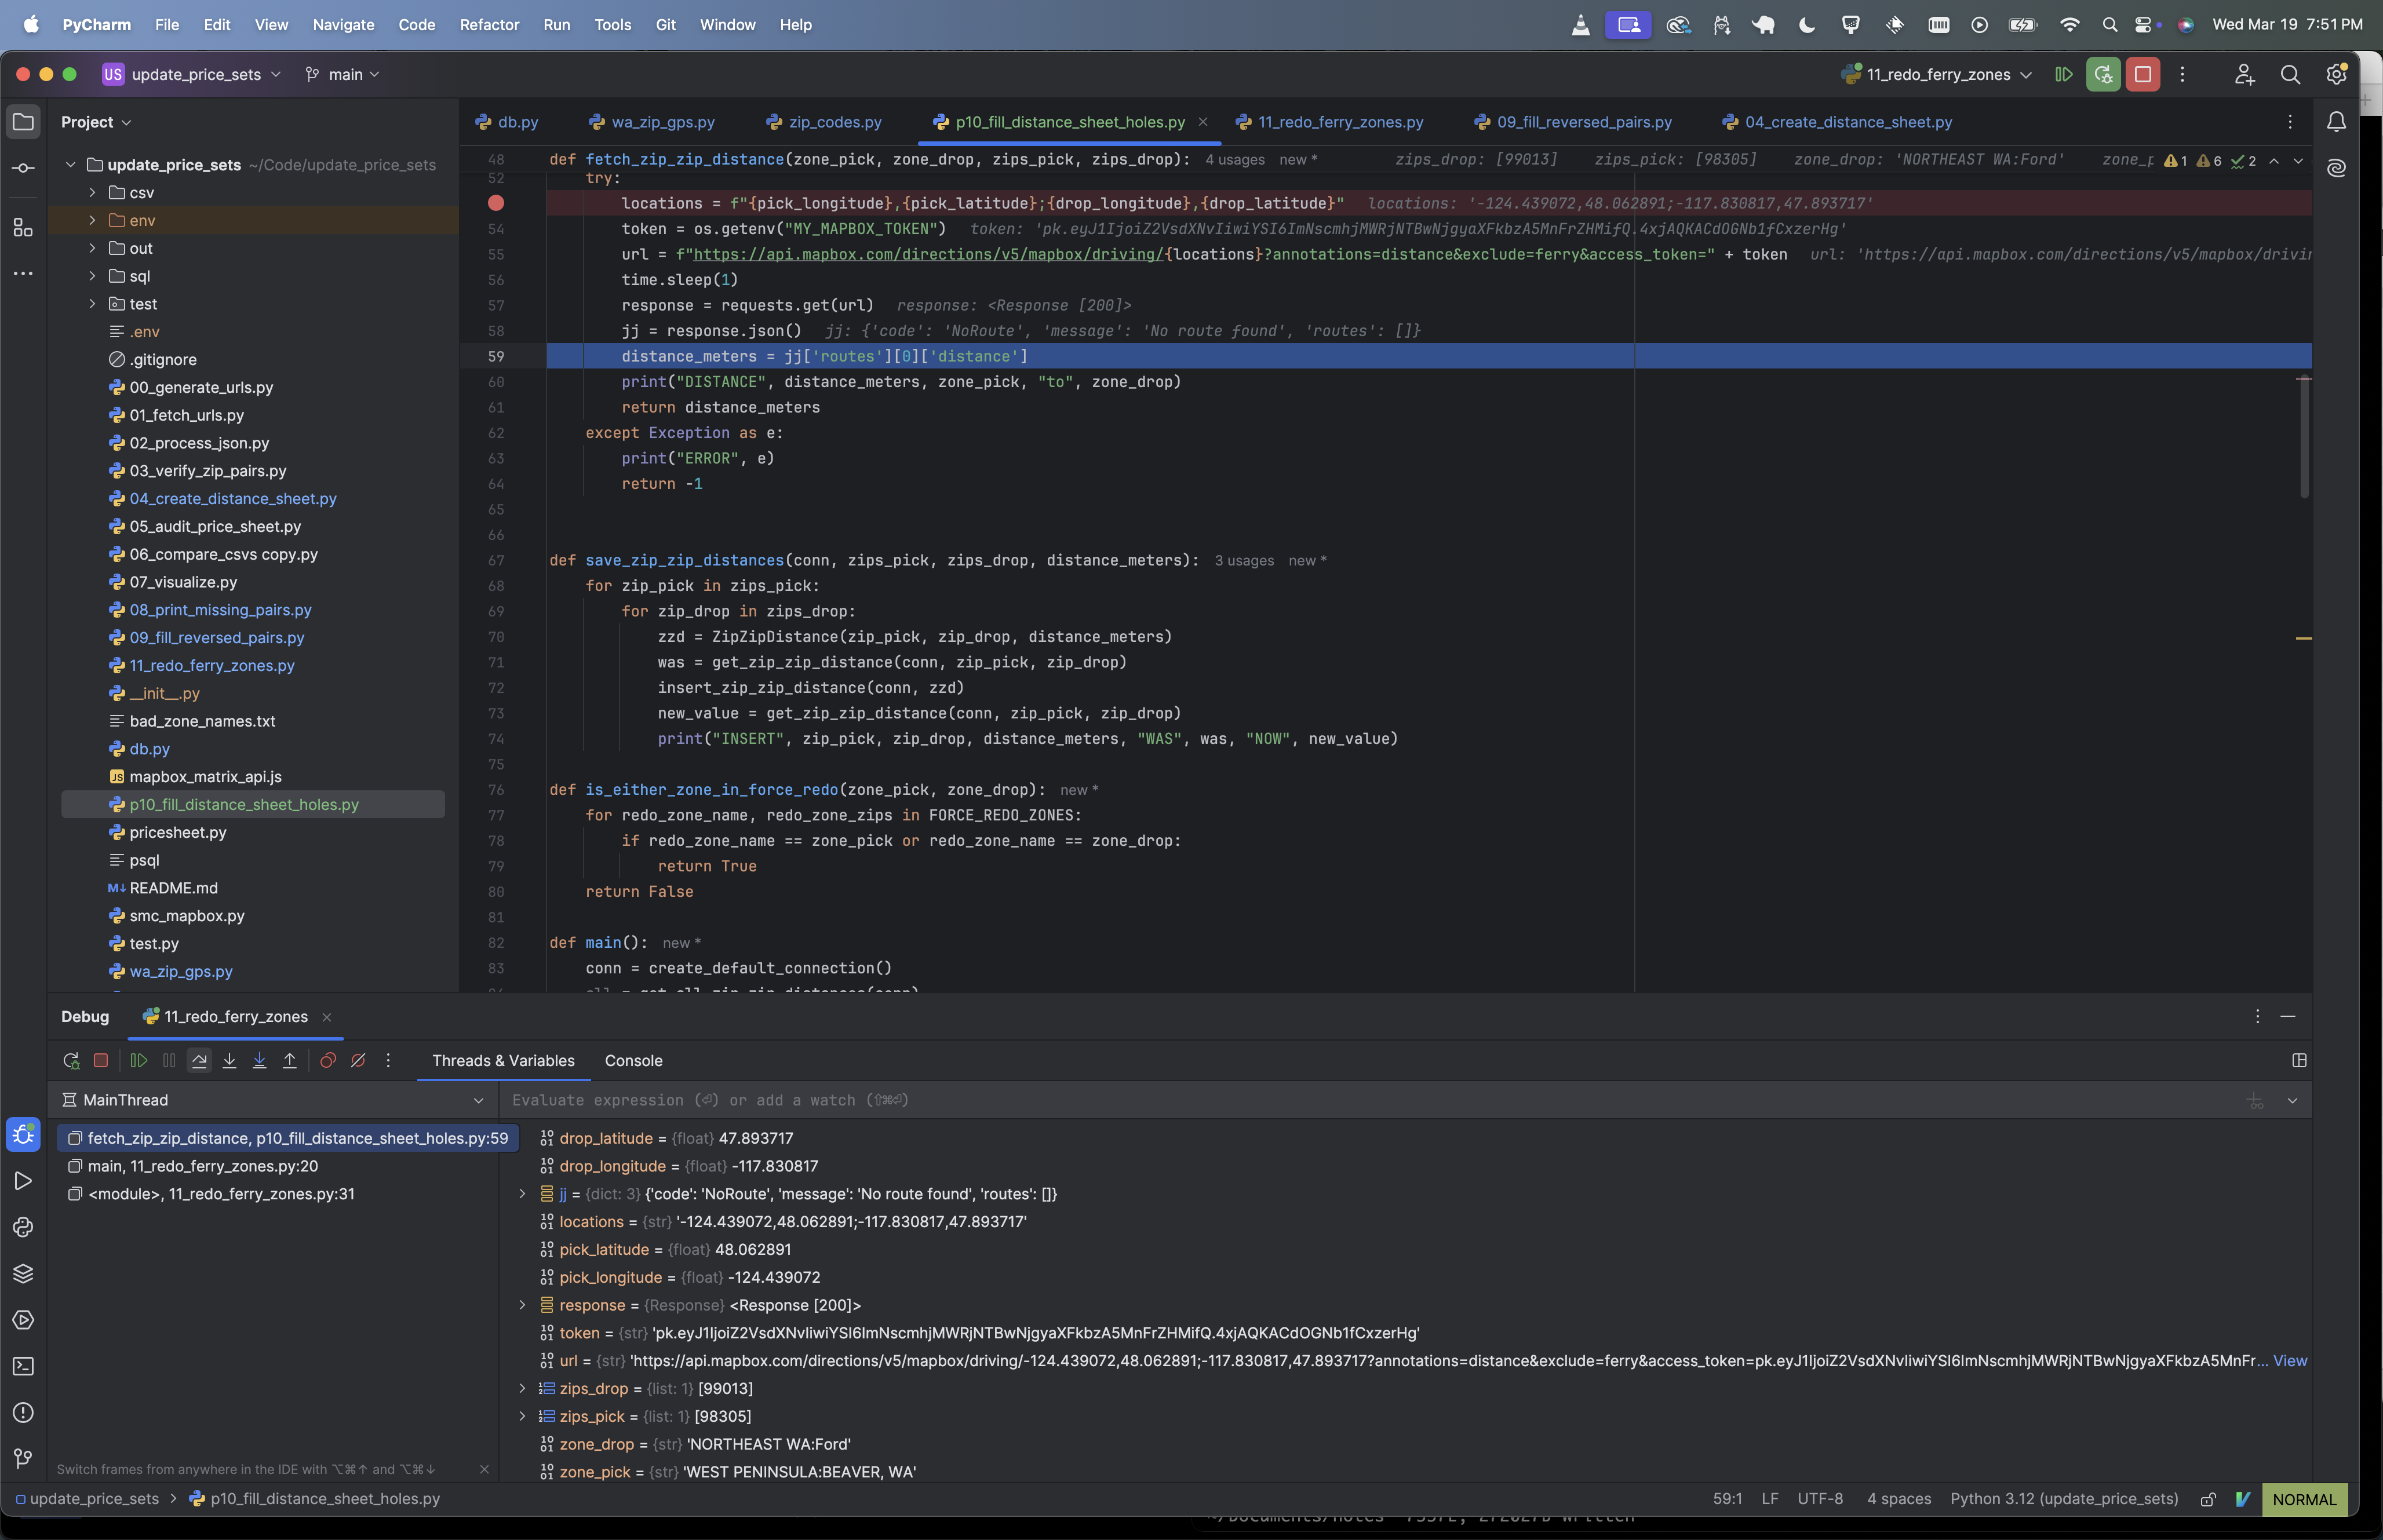 PyCharm File Edit View Navigate Code Refactor Run Tools Git Window Help
Wed Mar 19 7:51 PM
US update_price_sets main
11_redo_ferry_zones
Project
update_price_sets ~/Code/update_price_sets
csv
env
out
sql
test
.env
.gitignore
00_generate_urls.py
01_fetch_urls.py
02_process_json.py
03_verify_zip_pairs.py
04_create_distance_sheet.py
05_audit_price_sheet.py
06_compare_csvs copy.py
07_visualize.py
08_print_missing_pairs.py
09_fill_reversed_pairs.py
11_redo_ferry_zones.py
__init__.py
bad_zone_names.txt
db.py
JS mapbox_matrix_api.js
p10_fill_distance_sheet_holes.py
pricesheet.py
psql
M↓ README.md
smc_mapbox.py
test.py
wa_zip_gps.py
db.py wa_zip_gps.py zip_codes.py p10_fill_distance_sheet_holes.py 11_redo_ferry_zones.py 09_fill_reversed_pairs.py 04_create_distance_sheet.py
48 def fetch_zip_zip_distance(zone_pick, zone_drop, zips_pick, zips_drop): 4 usages new * zips_drop: [99013] zips_pick: [98305] zone_drop: 'NORTHEAST WA:Ford' zone_p 1 6 2
52 try:
locations = f"{pick_longitude},{pick_latitude};{drop_longitude},{drop_latitude}" locations: '-124.439072,48.062891;-117.830817,47.893717'
54 token = os.getenv("MY_MAPBOX_TOKEN") token: 'pk.eyJ1IjoiZ2VsdXNvIiwiYSI6ImNscmhjMWRjNTBwNjgyaXFkbzA5MnFrZHMifQ.4xjAQKACdOGNb1fCxzerHg'
55 url = f"https://api.mapbox.com/directions/v5/mapbox/driving/{locations}?annotations=distance&exclude=ferry&access_token=" + token url: 'https://api.mapbox.com/directions/v5/mapbox/drivin
56 time.sleep(1)
57 response = requests.get(url) response: <Response [200]>
58 jj = response.json() jj: {'code': 'NoRoute', 'message': 'No route found', 'routes': []}
59 distance_meters = jj['routes'][0]['distance']
60 print("DISTANCE", distance_meters, zone_pick, "to", zone_drop)
61 return distance_meters
62 except Exception as e:
63 print("ERROR", e)
64 return -1
65
66
67 def save_zip_zip_distances(conn, zips_pick, zips_drop, distance_meters): 3 usages new *
68 for zip_pick in zips_pick:
69 for zip_drop in zips_drop:
70 zzd = ZipZipDistance(zip_pick, zip_drop, distance_meters)
71 was = get_zip_zip_distance(conn, zip_pick, zip_drop)
72 insert_zip_zip_distance(conn, zzd)
73 new_value = get_zip_zip_distance(conn, zip_pick, zip_drop)
74 print("INSERT", zip_pick, zip_drop, distance_meters, "WAS", was, "NOW", new_value)
75
76 def is_either_zone_in_force_redo(zone_pick, zone_drop): new *
77 for redo_zone_name, redo_zone_zips in FORCE_REDO_ZONES:
78 if redo_zone_name == zone_pick or redo_zone_name == zone_drop:
79 return True
80 return False
81
82 def main(): new *
83 conn = create_default_connection()
Debug 11_redo_ferry_zones
Threads & Variables Console
MainThread
Evaluate expression (⏎) or add a watch (⇧⌘⏎)
fetch_zip_zip_distance, p10_fill_distance_sheet_holes.py:59
main, 11_redo_ferry_zones.py:20
<module>, 11_redo_ferry_zones.py:31
drop_latitude = {float} 47.893717
drop_longitude = {float} -117.830817
jj = {dict: 3} {'code': 'NoRoute', 'message': 'No route found', 'routes': []}
locations = {str} '-124.439072,48.062891;-117.830817,47.893717'
pick_latitude = {float} 48.062891
pick_longitude = {float} -124.439072
response = {Response} <Response [200]>
token = {str} 'pk.eyJ1IjoiZ2VsdXNvIiwiYSI6ImNscmhjMWRjNTBwNjgyaXFkbzA5MnFrZHMifQ.4xjAQKACdOGNb1fCxzerHg'
url = {str} 'https://api.mapbox.com/directions/v5/mapbox/driving/-124.439072,48.062891;-117.830817,47.893717?annotations=distance&exclude=ferry&access_token=pk.eyJ1IjoiZ2VsdXNvIiwiYSI6ImNscmhjMWRjNTBwNjgyaXFkbzA5MnFr... View
zips_drop = {list: 1} [99013]
zips_pick = {list: 1} [98305]
zone_drop = {str} 'NORTHEAST WA:Ford'
zone_pick = {str} 'WEST PENINSULA:BEAVER, WA'
Switch frames from anywhere in the IDE with ⌥⌘↑ and ⌥⌘↓
update_price_sets > p10_fill_distance_sheet_holes.py
59:1 LF UTF-8 4 spaces Python 3.12 (update_price_sets) NORMAL